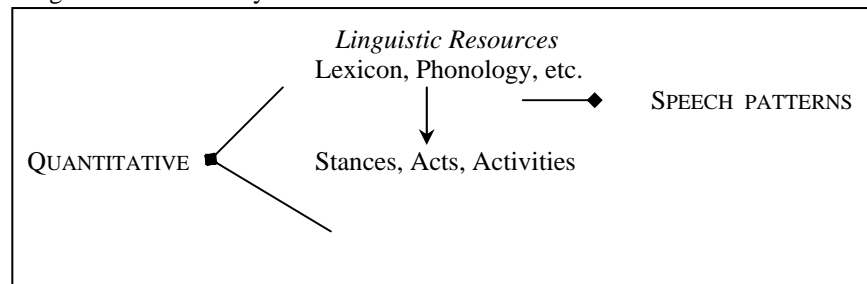 Linguistic Resources
Lexicon, Phonology, etc.
SPEECH PATTERNS
QUANTITATIVE
Stances, Acts, Activities